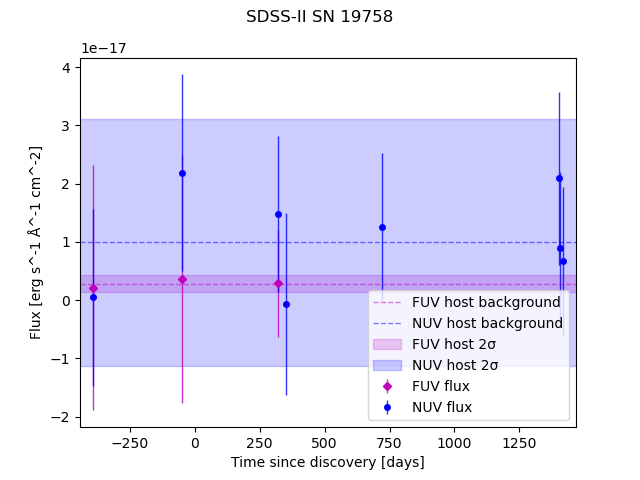 SDSS-II SN 19758
1e−17
4
3
2
1
0
−1
−2
Flux [erg s^-1 Å^-1 cm^-2]
−250
0
250
500
750
1000
1250
Time since discovery [days]
FUV host background
NUV host background
FUV host 2σ
NUV host 2σ
FUV flux
NUV flux